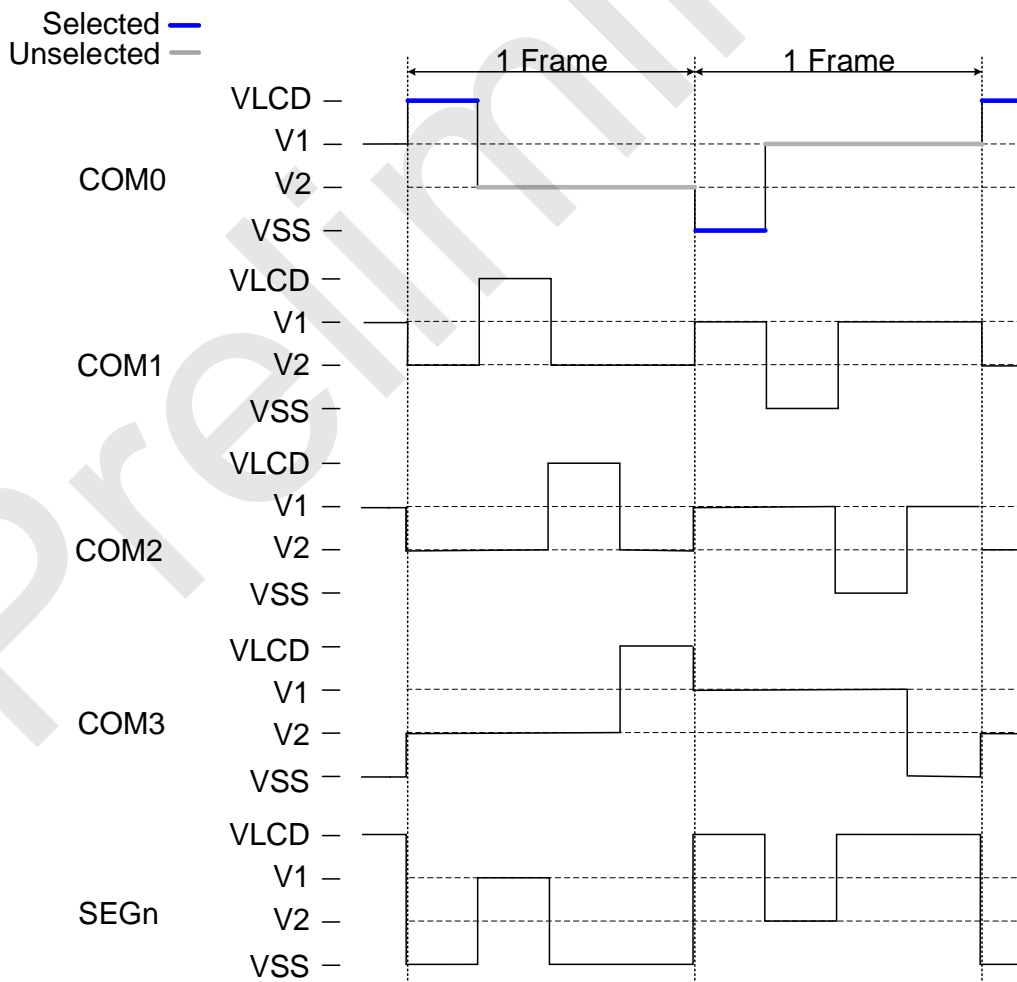 Selected
Unselected
1 Frame 1 Frame
VLCD
V1
COM0
V2
VSS
VLCD
V1
COM1
V2
VSS
VLCD
V1
COM2
V2
VSS
VLCD
V1
COM3
V2
VSS
VLCD
V1
SEGn
V2
VSS
Prelimi